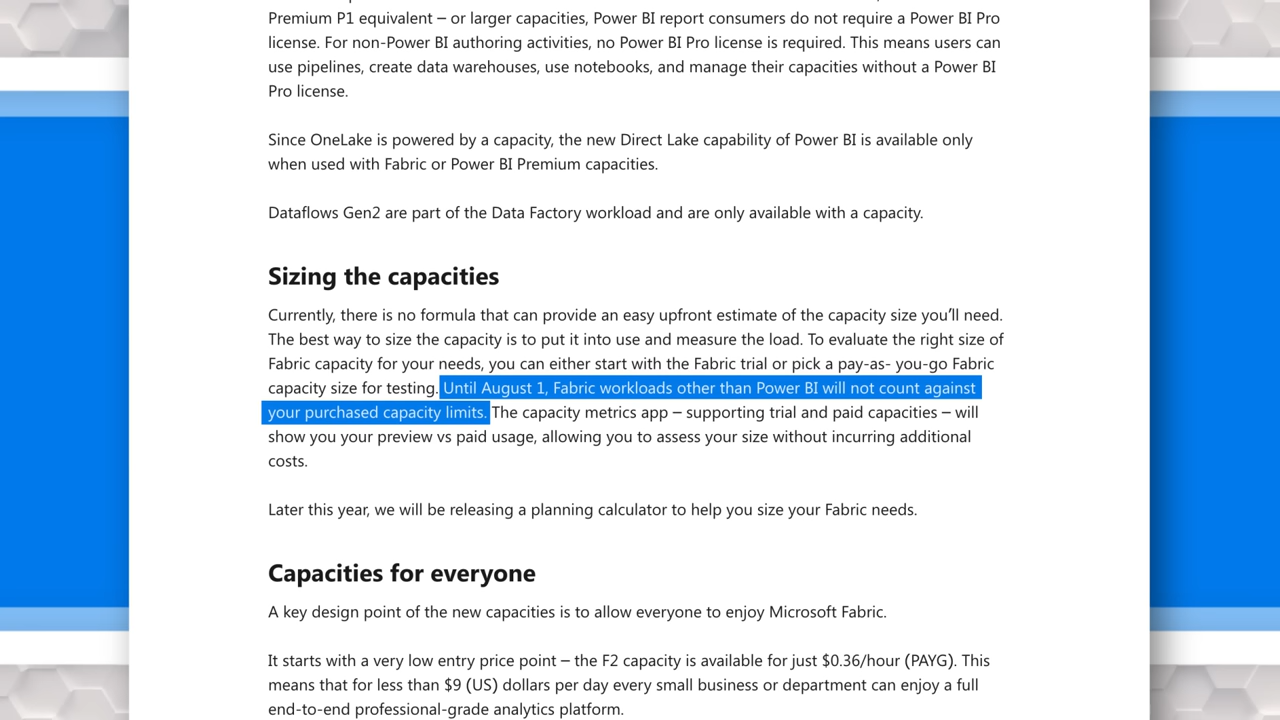 Premium P1 equivalent – or larger capacities, Power BI report consumers do not require a Power BI Pro
license. For non-Power BI authoring activities, no Power BI Pro license is required. This means users can
use pipelines, create data warehouses, use notebooks, and manage their capacities without a Power BI
Pro license.
Since OneLake is powered by a capacity, the new Direct Lake capability of Power BI is available only
when used with Fabric or Power BI Premium capacities.
Dataflows Gen2 are part of the Data Factory workload and are only available with a capacity.
Sizing the capacities
Currently, there is no formula that can provide an easy upfront estimate of the capacity size you’ll need.
The best way to size the capacity is to put it into use and measure the load. To evaluate the right size of
Fabric capacity for your needs, you can either start with the Fabric trial or pick a pay-as- you-go Fabric
capacity size for testing. Until August 1, Fabric workloads other than Power BI will not count against
your purchased capacity limits. The capacity metrics app – supporting trial and paid capacities – will
show you your preview vs paid usage, allowing you to assess your size without incurring additional
costs.
Later this year, we will be releasing a planning calculator to help you size your Fabric needs.
Capacities for everyone
A key design point of the new capacities is to allow everyone to enjoy Microsoft Fabric.
It starts with a very low entry price point – the F2 capacity is available for just $0.36/hour (PAYG). This
means that for less than $9 (US) dollars per day every small business or department can enjoy a full
end-to-end professional-grade analytics platform.